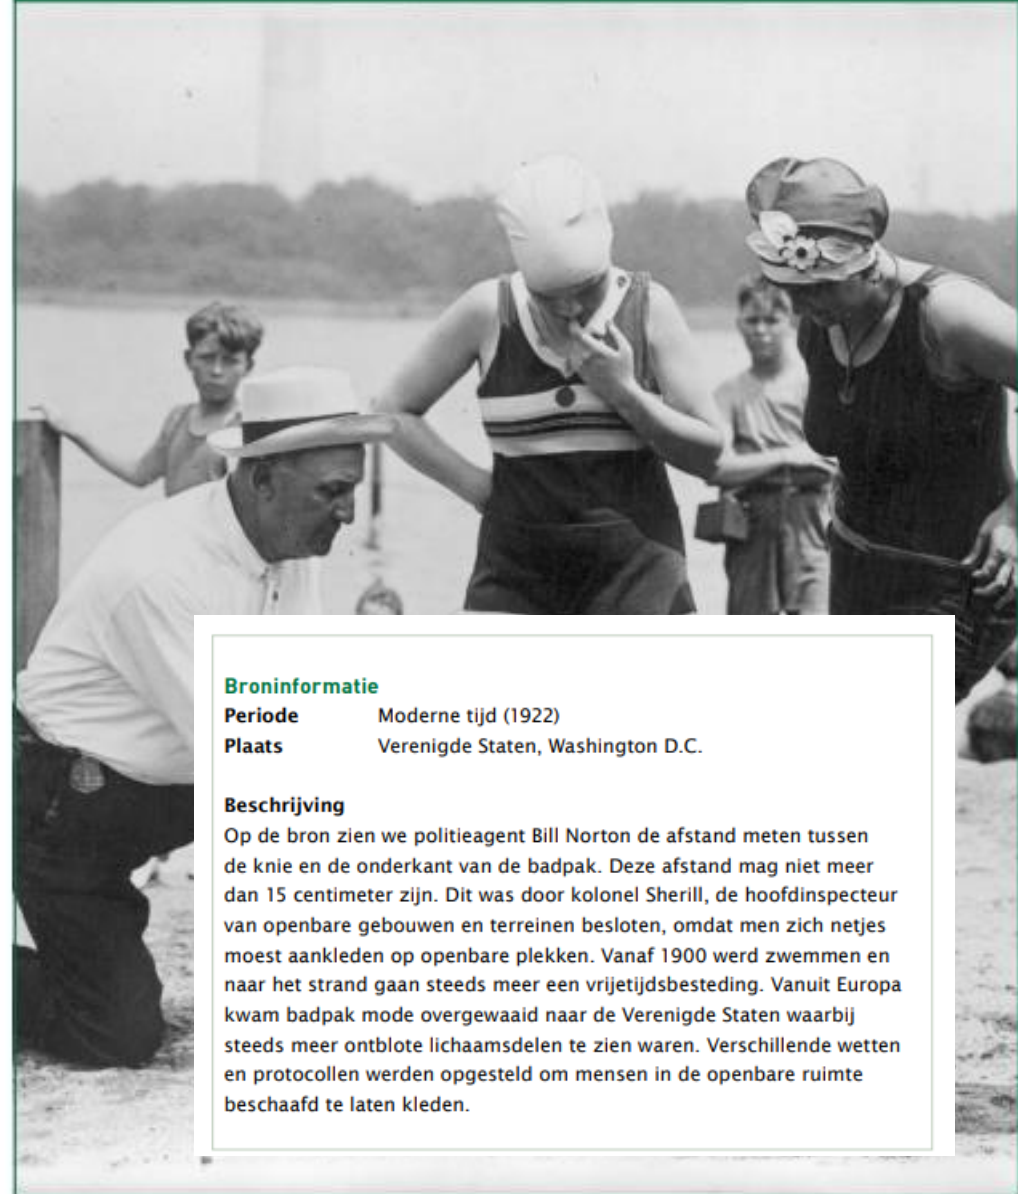 Broninformatie
Periode Moderne tijd (1922)
Plaats Verenigde Staten, Washington D.C.
Beschrijving
Op de bron zien we politieagent Bill Norton de afstand meten tussen
de knie en de onderkant van de badpak. Deze afstand mag niet meer
dan 15 centimeter zijn. Dit was door kolonel Sherill, de hoofdinspecteur
van openbare gebouwen en terreinen besloten, omdat men zich netjes
moest aankleden op openbare plekken. Vanaf 1900 werd zwemmen en
naar het strand gaan steeds meer een vrijetijdsbesteding. Vanuit Europa
kwam badpak mode overgewaaid naar de Verenigde Staten waarbij
steeds meer ontblote lichaamsdelen te zien waren. Verschillende wetten
en protocollen werden opgesteld om mensen in de openbare ruimte
beschaafd te laten kleden.